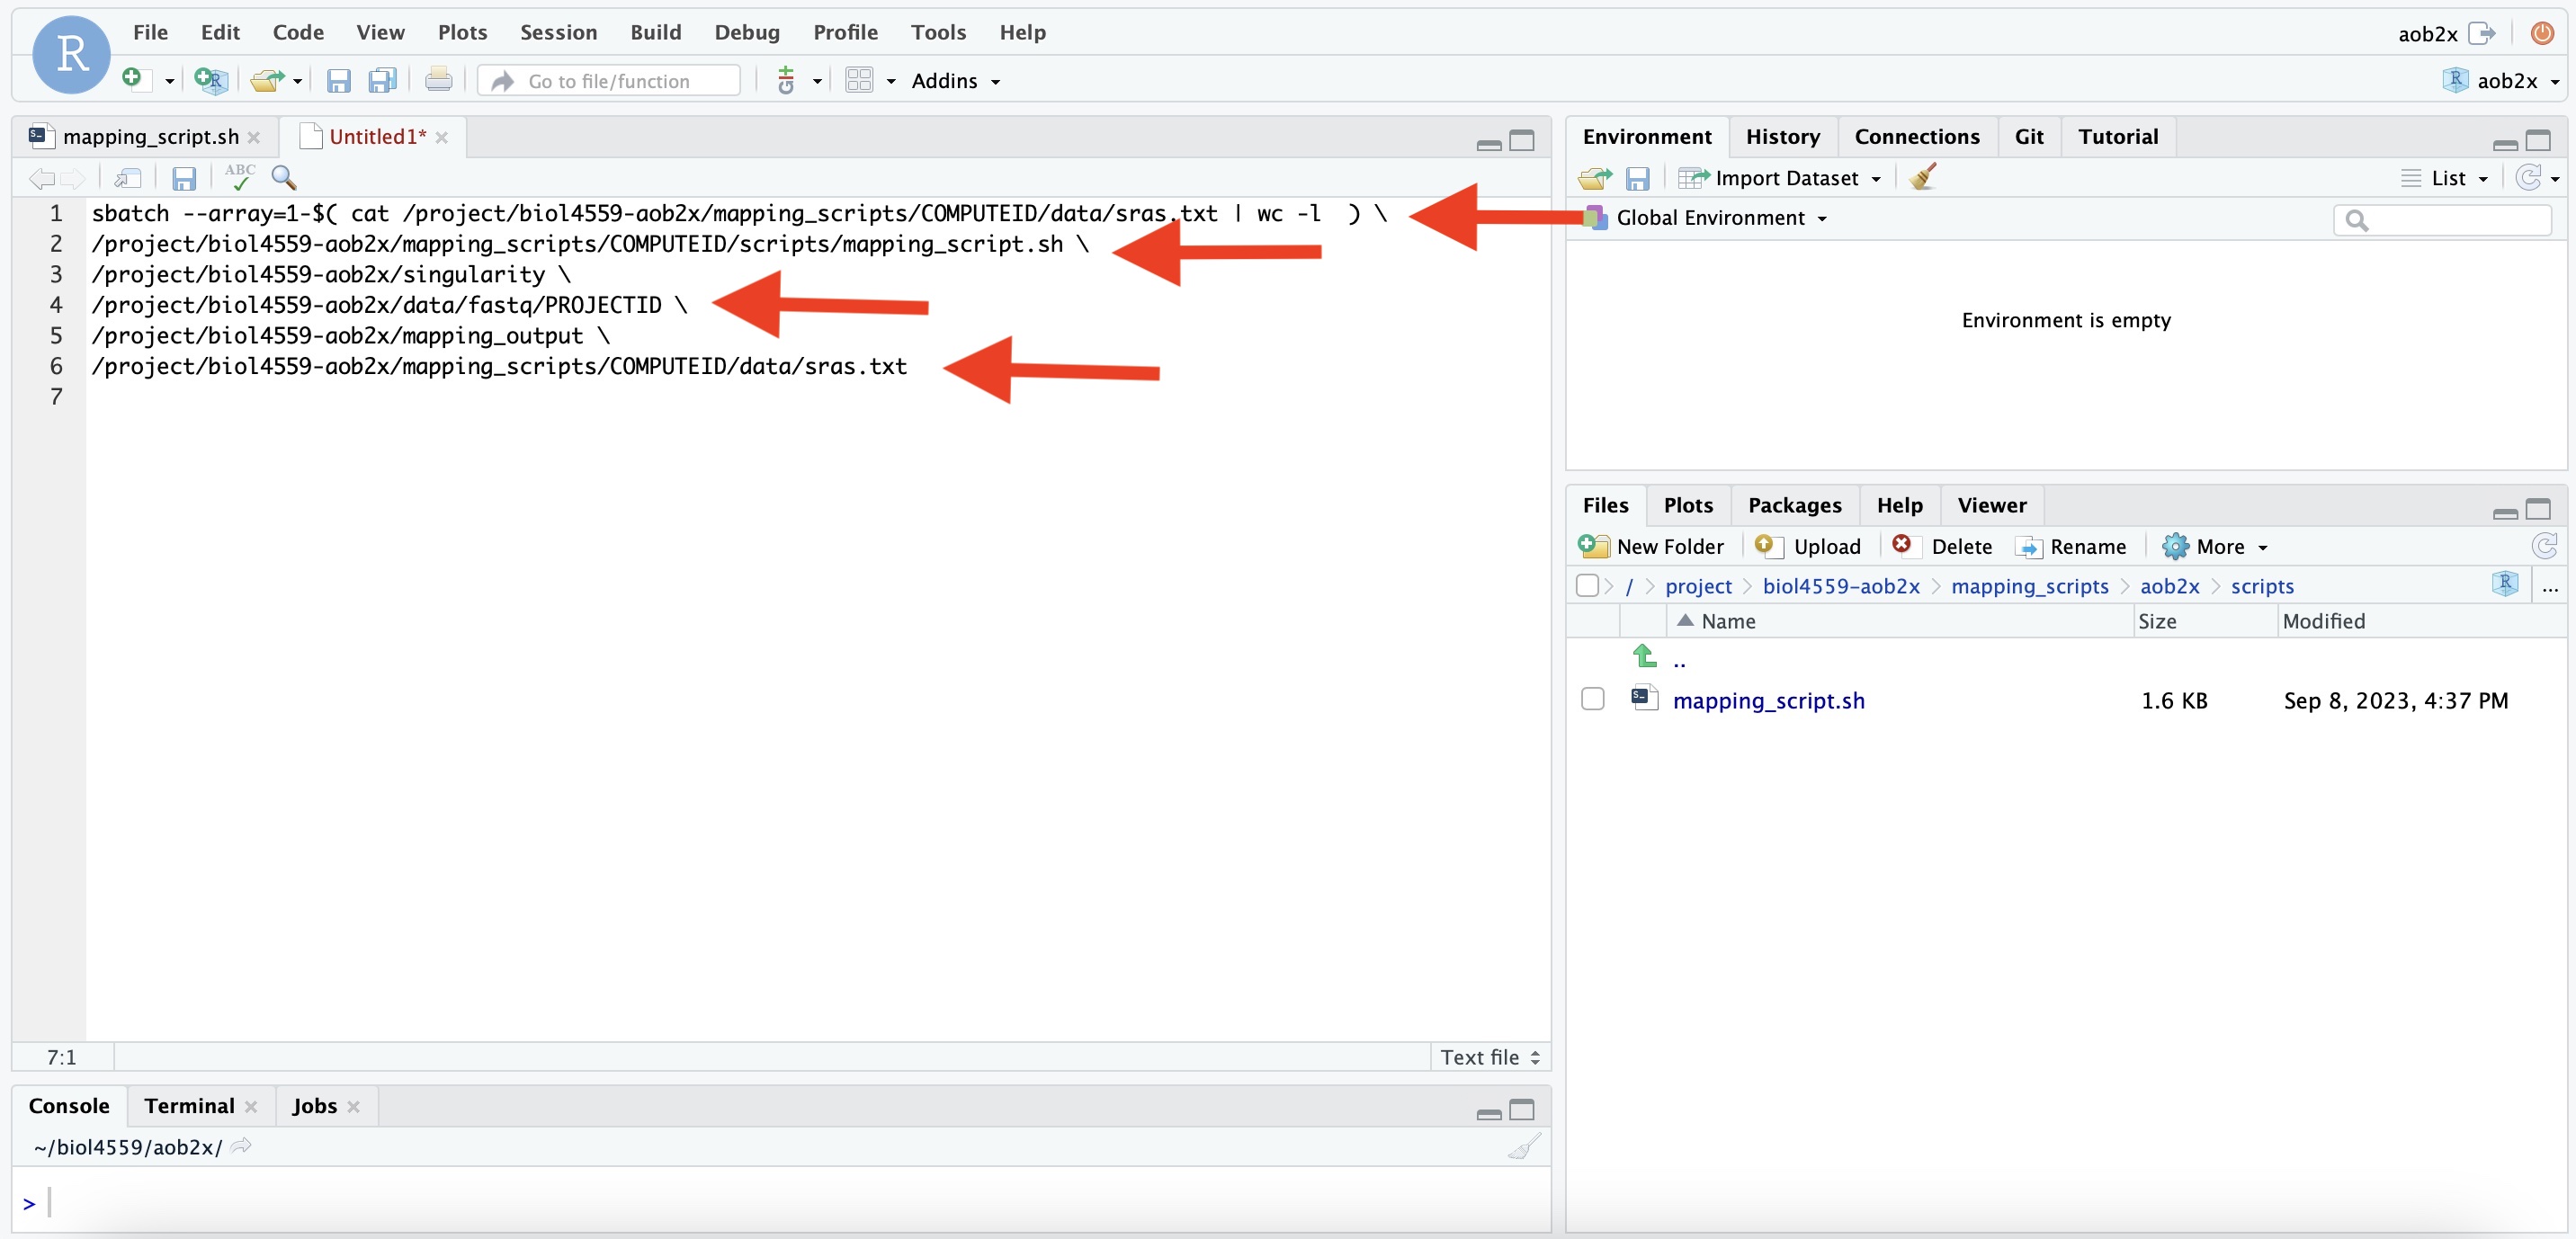 R
File Edit Code View Plots Session Build Debug Profile Tools Help
aob2x
Go to file/function
Addins
aob2x
mapping_script.sh
Untitled1*
ABC
1 sbatch --array=1-$( cat /project/biol4559-aob2x/mapping_scripts/COMPUTEID/data/sras.txt | wc -l  ) \
2 /project/biol4559-aob2x/mapping_scripts/COMPUTEID/scripts/mapping_script.sh \
3 /project/biol4559-aob2x/singularity \
4 /project/biol4559-aob2x/data/fastq/PROJECTID \
5 /project/biol4559-aob2x/mapping_output \
6 /project/biol4559-aob2x/mapping_scripts/COMPUTEID/data/sras.txt
7
7:1
Text file
Console Terminal Jobs
~/biol4559/aob2x/
>
Environment History Connections Git Tutorial
Import Dataset
List
Global Environment
Environment is empty
Files Plots Packages Help Viewer
New Folder Upload Delete Rename More
/ project biol4559-aob2x mapping_scripts aob2x scripts
R
...
Name Size Modified
..
mapping_script.sh 1.6 KB Sep 8, 2023, 4:37 PM